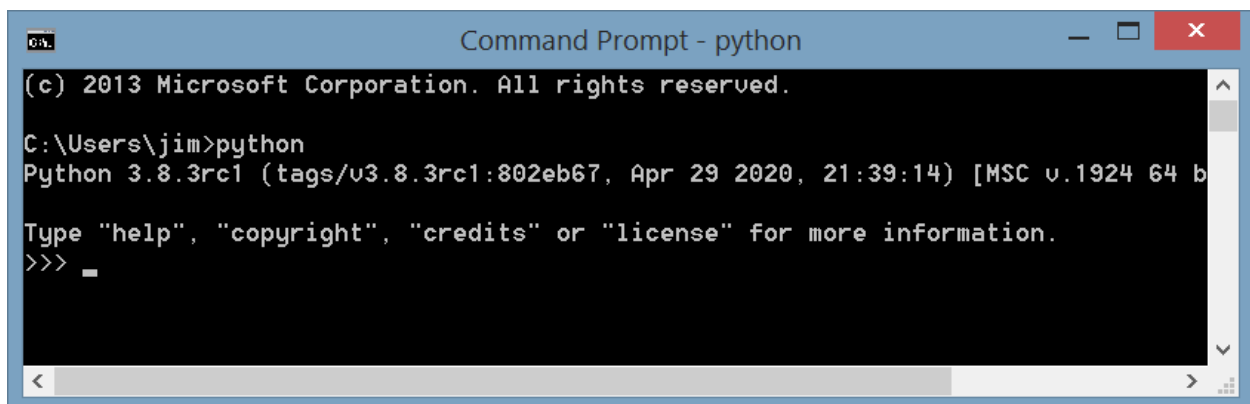 Command Prompt - python
(c) 2013 Microsoft Corporation. All rights reserved.
C:\Users\jim>python
Python 3.8.3rc1 (tags/v3.8.3rc1:802eb67, Apr 29 2020, 21:39:14) [MSC v.1924 64 b
Type "help", "copyright", "credits" or "license" for more information.
>>> _